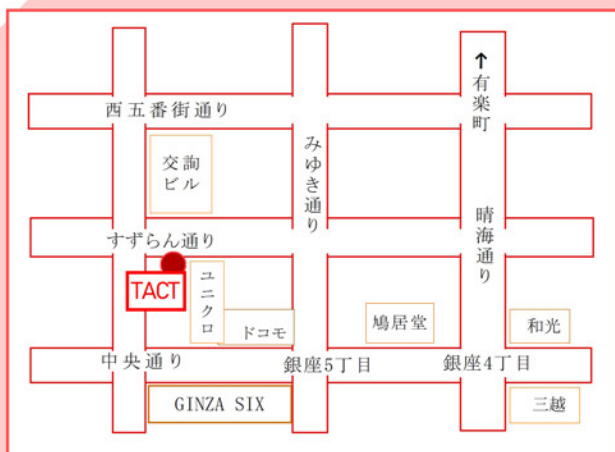 ↑有楽町
西五番街通り
交詢
ビル
みゆき通り
晴海通り
すずらん通り
TACT
ユニクロ
ドコモ
鳩居堂
和光
中央通り
銀座5丁目
銀座4丁目
GINZA SIX
三越